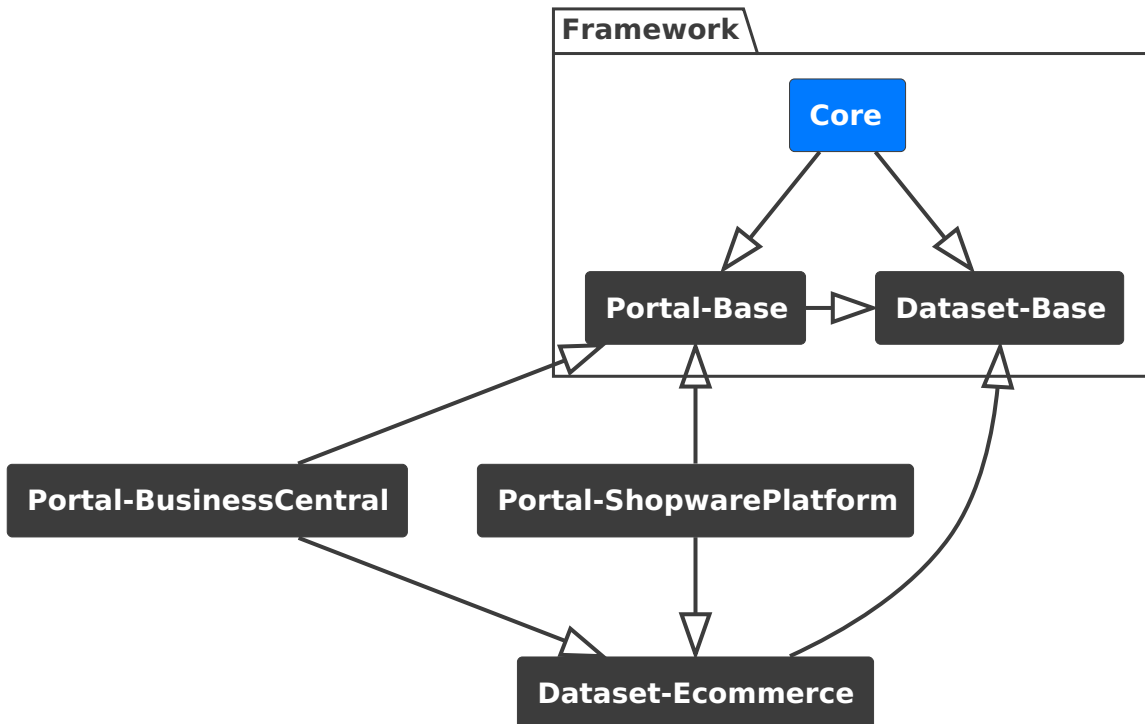 Framework
Core
Portal-Base
Dataset-Base
Portal-BusinessCentral
Portal-ShopwarePlatform
Dataset-Ecommerce